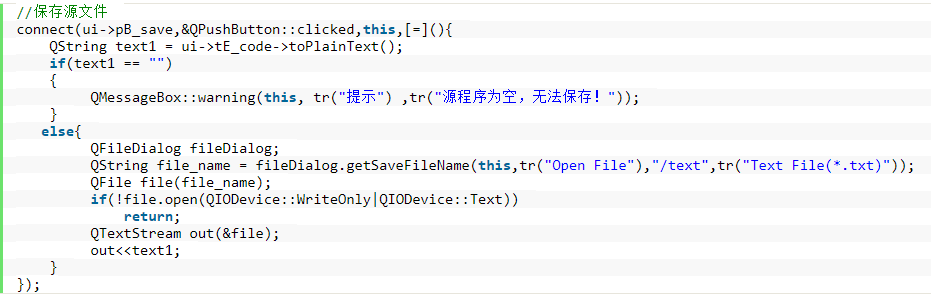 //保存源文件
connect(ui->pB_save,&QPushButton::clicked,this,[=](){
    QString text1 = ui->tE_code->toPlainText();
    if(text1 == "")
    {
         QMessageBox::warning(this, tr("提示") ,tr("源程序为空，无法保存！"));
    }
   else{
         QFileDialog fileDialog;
         QString file_name = fileDialog.getSaveFileName(this,tr("Open File"),"/text",tr("Text File(*.txt)"));
         QFile file(file_name);
         if(!file.open(QIODevice::WriteOnly|QIODevice::Text))
             return;
         QTextStream out(&file);
         out<<text1;
    }
});